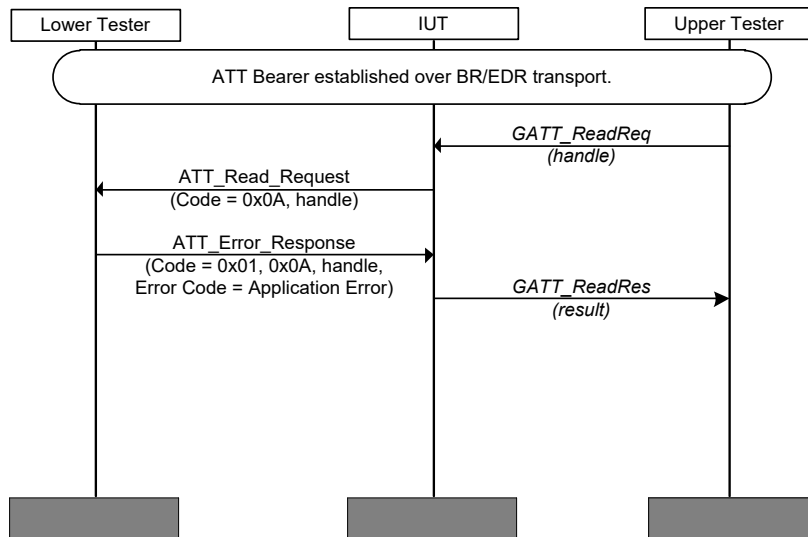 Lower Tester
IUT
Upper Tester
ATT Bearer established over BR/EDR transport.
GATT_ReadReq
(handle)
ATT_Read_Request
(Code = 0x0A, handle)
ATT_Error_Response
(Code = 0x01, 0x0A, handle,
Error Code = Application Error)
GATT_ReadRes
(result)